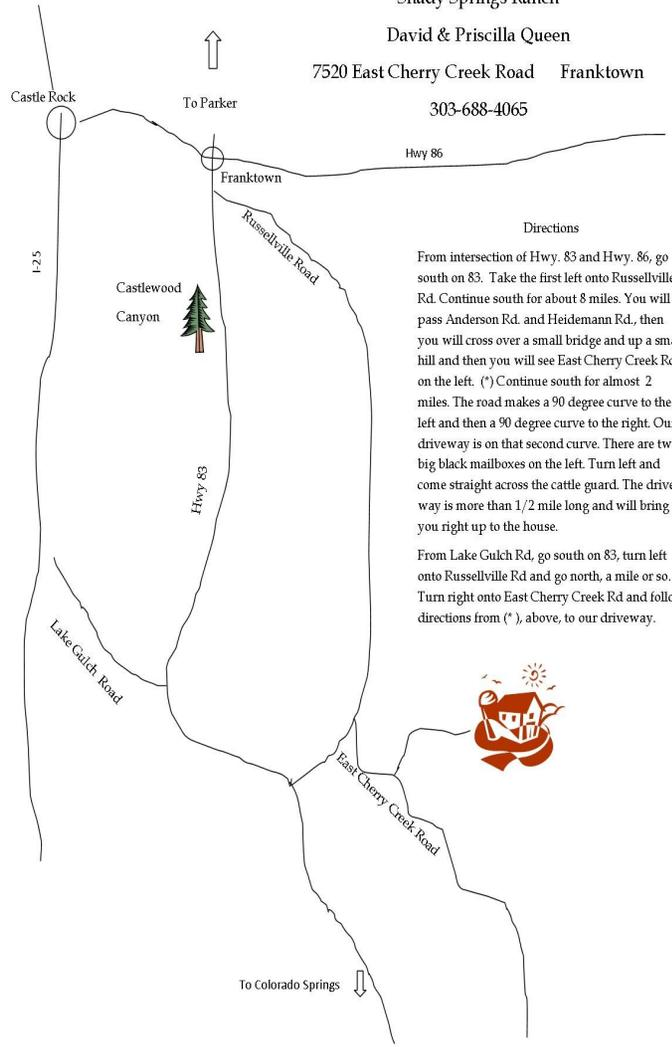 Shady Springs Ranch
David & Priscilla Queen
7520 East Cherry Creek Road Franktown
303-688-4065
Castle Rock
To Parker
Hwy 86
Franktown
Russellville Road
I-25
Castlewood
Canyon
Hwy 83
Lake Gulch Road
East Cherry Creek Road
To Colorado Springs
Directions
From intersection of Hwy. 83 and Hwy. 86, go
south on 83. Take the first left onto Russellville
Rd. Continue south for about 8 miles. You will
pass Anderson Rd. and Heidemann Rd., then
you will cross over a small bridge and up a sm
hill and then you will see East Cherry Creek Rd
on the left. (*) Continue south for almost 2
miles. The road makes a 90 degree curve to the
left and then a 90 degree curve to the right. Ou
driveway is on that second curve. There are tw
big black mailboxes on the left. Turn left and
come straight across the cattle guard. The drive
way is more than 1/2 mile long and will bring
you right up to the house.
From Lake Gulch Rd, go south on 83, turn left
onto Russellville Rd and go north, a mile or so.
Turn right onto East Cherry Creek Rd and follo
directions from (* ), above, to our driveway.